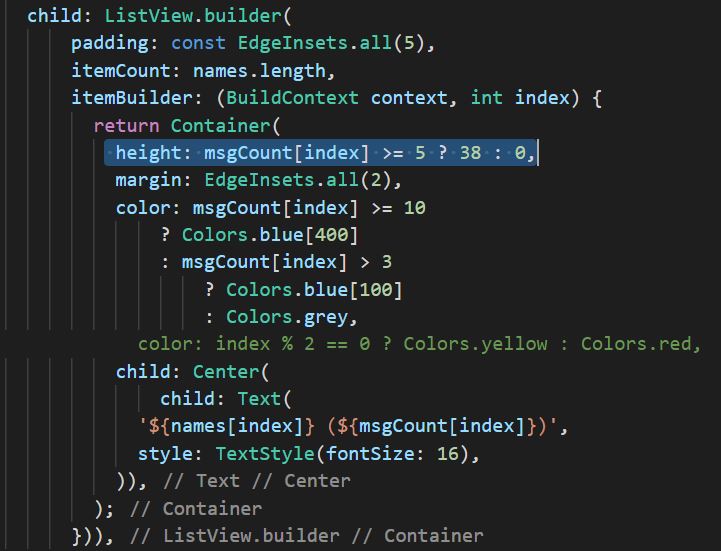 child: ListView.builder(
padding: const EdgeInsets.all(5),
itemCount: names.length,
itemBuilder: (BuildContext context, int index) {
return Container(
height: msgCount[index] >= 5 ? 38 : 0,
margin: EdgeInsets.all(2),
color: msgCount[index] >= 10
? Colors.blue[400]
: msgCount[index] > 3
? Colors.blue[100]
: Colors.grey,
color: index % 2 == 0 ? Colors.yellow : Colors.red,
child: Center(
child: Text(
'${names[index]} (${msgCount[index]})',
style: TextStyle(fontSize: 16),
)), // Text // Center
); // Container
})), // ListView.builder // Container